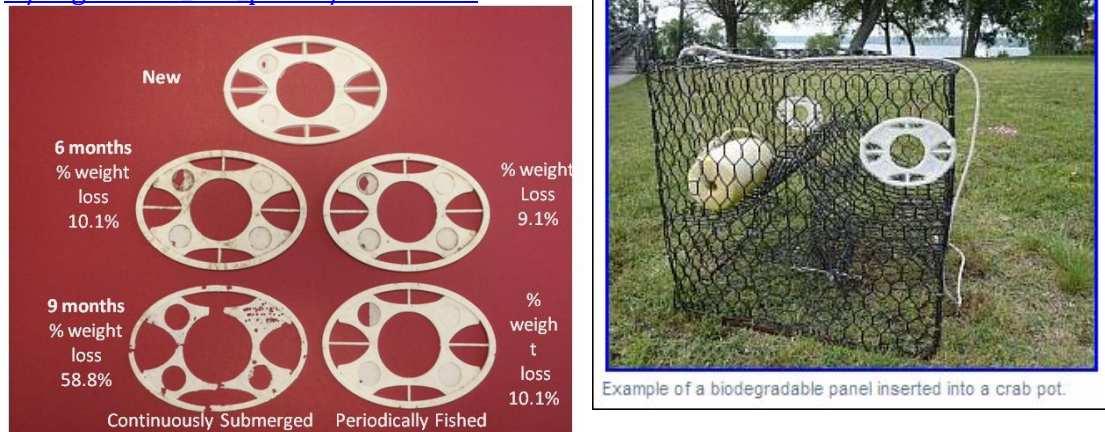 New
6 months
% weight
loss
10.1%
% weight
Loss
9.1%
9 months
% weight
loss
58.8%
%
weigh
t
loss
10.1%
Continuously Submerged
Periodically Fished
Example of a biodegradable panel inserted into a crab pot.